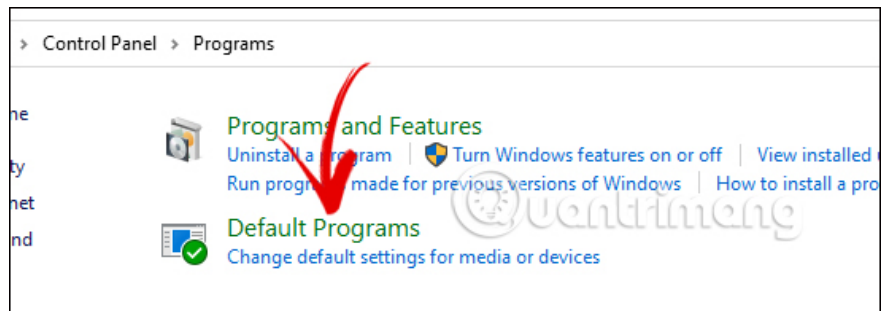 > Control Panel > Programs
ne
Programs and Features
Uninstall a program | Turn Windows features on or off | View installed
ty
Run programs made for previous versions of Windows | How to install a pro
net
Default Programs
nd
Change default settings for media or devices
Quantrimang